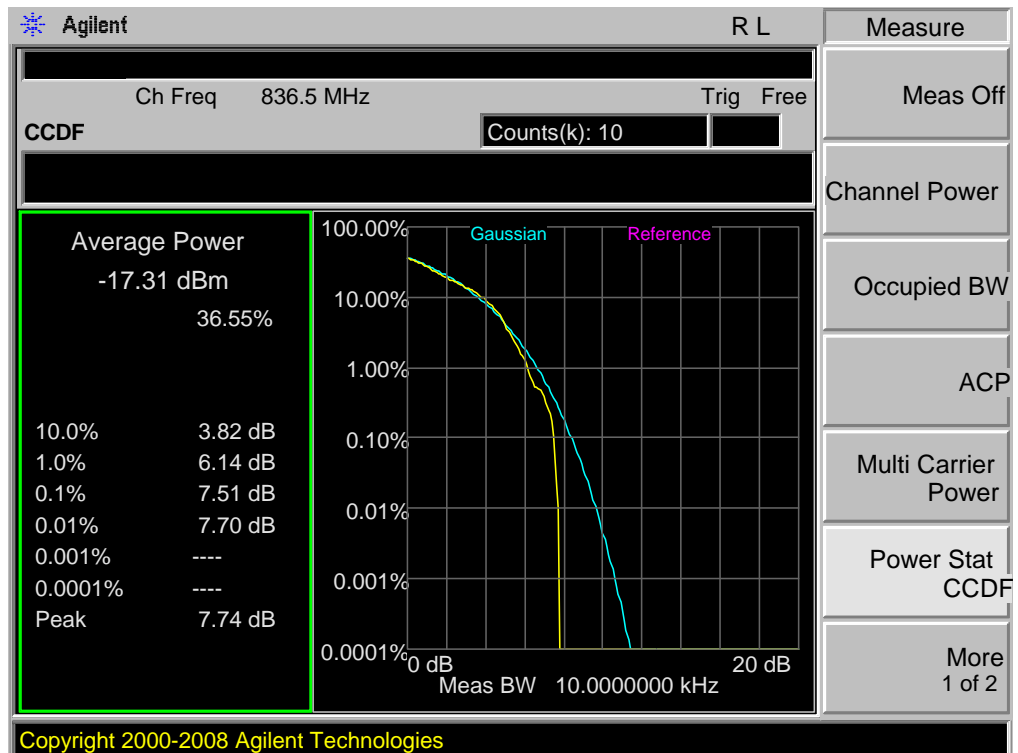 Agilent R L Measure
Ch Freq 836.5 MHz Trig Free
CCDF Counts(k): 10
Meas Off
Channel Power
Occupied BW
ACP
Multi Carrier
Power
Power Stat
CCDF
More
1 of 2
Average Power
-17.31 dBm
36.55%
10.0% 3.82 dB
1.0% 6.14 dB
0.1% 7.51 dB
0.01% 7.70 dB
0.001% ----
0.0001% ----
Peak 7.74 dB
Gaussian Reference
100.00%
10.00%
1.00%
0.10%
0.01%
0.001%
0.0001%
0 dB 20 dB
Meas BW 10.0000000 kHz
Copyright 2000-2008 Agilent Technologies